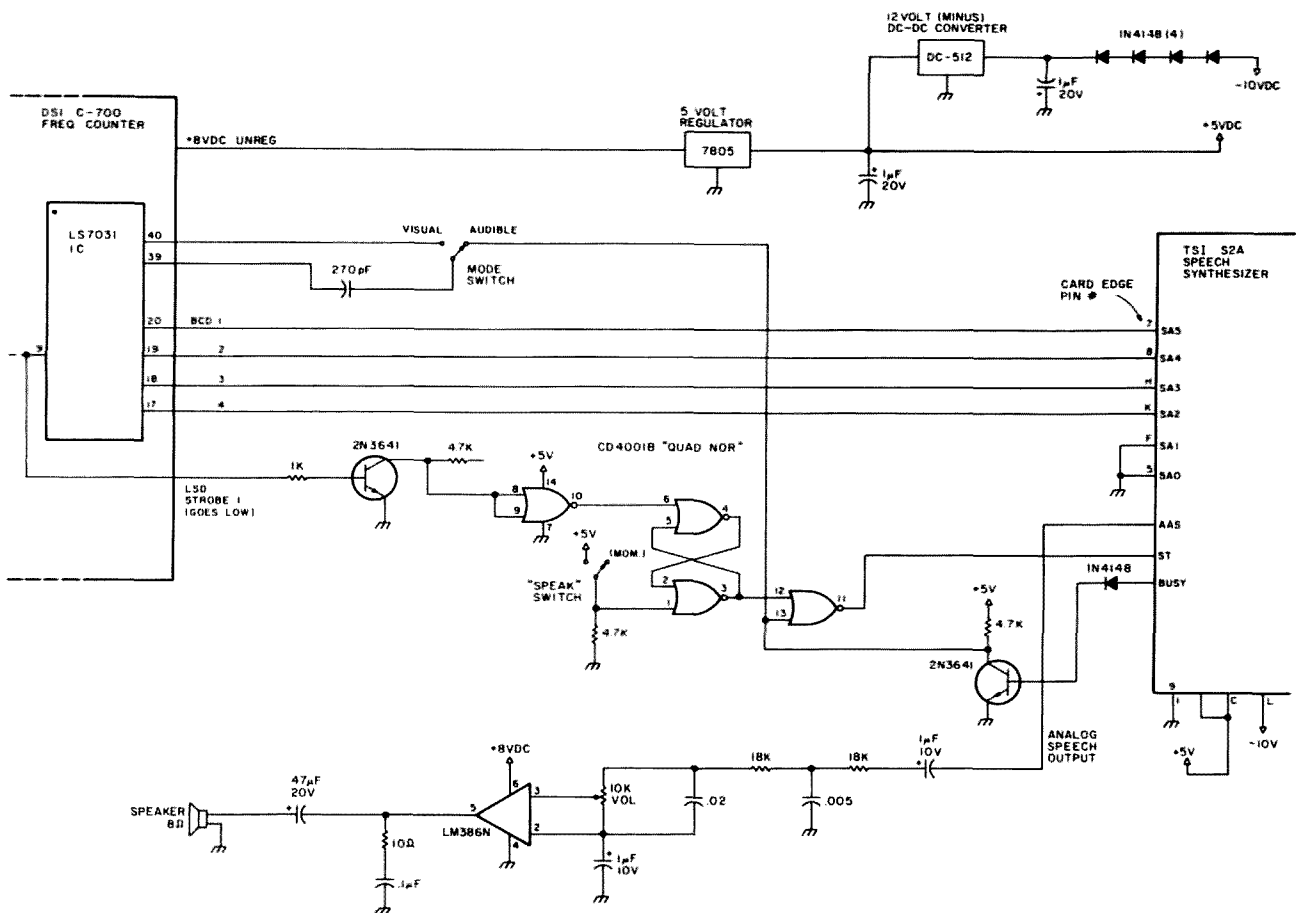 12 VOLT (MINUS)
DC-DC CONVERTER
DC-512
1N4148 (4)
1µF
20V
-10VDC
DSI C-700
FREQ COUNTER
+8VDC UNREG
5 VOLT
REGULATOR
7805
+5VDC
+
1µF
20V
LS7031
IC
40
39
VISUAL
AUDIBLE
MODE
SWITCH
270pF
TSI S2A
SPEECH
SYNTHESIZER
CARD EDGE
PIN #
20
BCD 1
7
SA5
9
19
2
8
SA4
18
3
H
SA3
17
4
K
SA2
2N3641
4.7K
CD4001B "QUAD NOR"
F
SA1
1K
+5V
5
SA0
LSD
STROBE 1
(GOES LOW)
8
9
14
10
7
6
5
4
AAS
+5V
(MOM.)
"SPEAK"
SWITCH
2
1
3
12
13
11
ST
1N4148
BUSY
4.7K
+5V
4.7K
2N3641
9
1
C
L
+5V
-10V
ANALOG
SPEECH
OUTPUT
+8VDC
18K
18K
1µF
10V
+
47µF
20V
+
SPEAKER
8Ω
5
6
3
2
4
LM386N
10K
VOL
.02
.005
10Ω
.1µF
+
1µF
10V